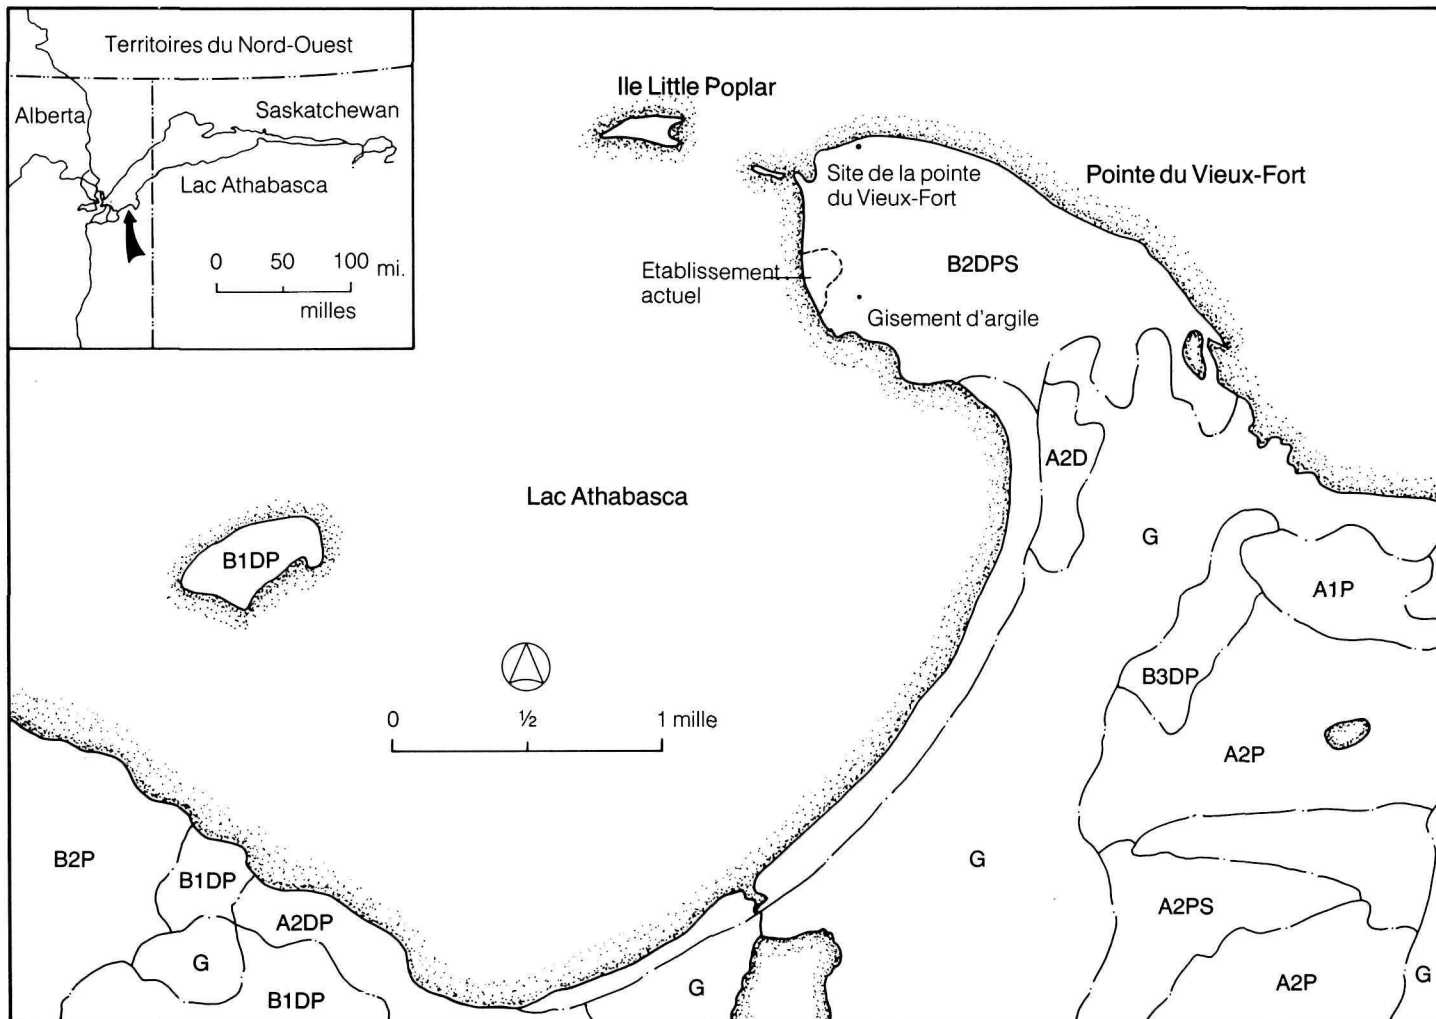 Territoires du Nord-Ouest
Alberta
Saskatchewan
Lac Athabasca
0 50 100 mi.
milles
Ile Little Poplar
Site de la pointe
du Vieux-Fort
Pointe du Vieux-Fort
B2DPS
Etablissement
actuel
Gisement d'argile
A2D
Lac Athabasca
G
B1DP
A1P
B3DP
0 ½ 1 mille
A2P
B2P
B1DP
G
A2DP
A2PS
G
B1DP
G
A2P
G